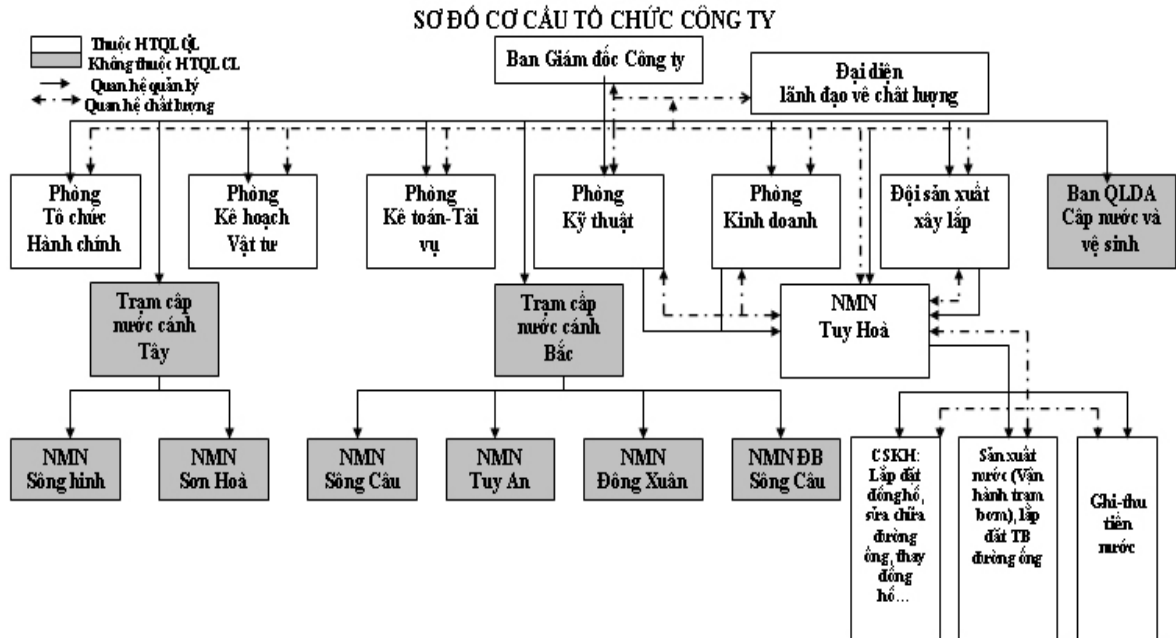 SƠ ĐỒ CƠ CẤU TỔ CHỨC CÔNG TY
Thuộc HTQLCL
Không thuộc HTQLCL
Quan hệ quản lý
Quan hệ chất lượng
Ban Giám đốc Công ty
Đại diện
lãnh đạo về chất lượng
Phòng
Tổ chức
Hành chính
Phòng
Kế hoạch
Vật tư
Phòng
Kế toán-Tài
vụ
Phòng
Kỹ thuật
Phòng
Kinh doanh
Đội sản xuất
xây lắp
Ban QLDA
Cấp nước và
vệ sinh
Trạm cấp
nước cánh
Tây
Trạm cấp
nước cánh
Bắc
NMN
Tuy Hoà
NMN
Sông hinh
NMN
Sơn Hoà
NMN
Sông Cầu
NMN
Tuy An
NMN
Đồng Xuân
NMN ĐB
Sông Cầu
CSKH:
Lắp đặt
đồng hồ,
sửa chữa
đường
ống, thay
đồng
hồ...
Sản xuất
nước (Vận
hành trạm
bơm), lắp
đặt TB
đường ống
Ghi-thu
tiền
nước